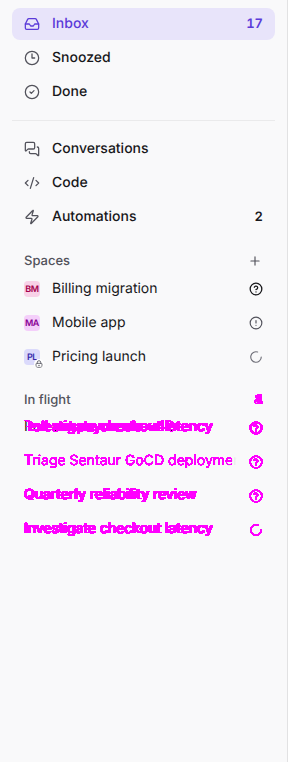 Inbox 17
Snoozed
Done
Conversations
Code
Automations 2
Spaces +
BM Billing migration
MA Mobile app
PL Pricing launch
In flight
latency
Triage Sentaur GoCD deployme
Quarterly reliability review
Investigate checkout latency